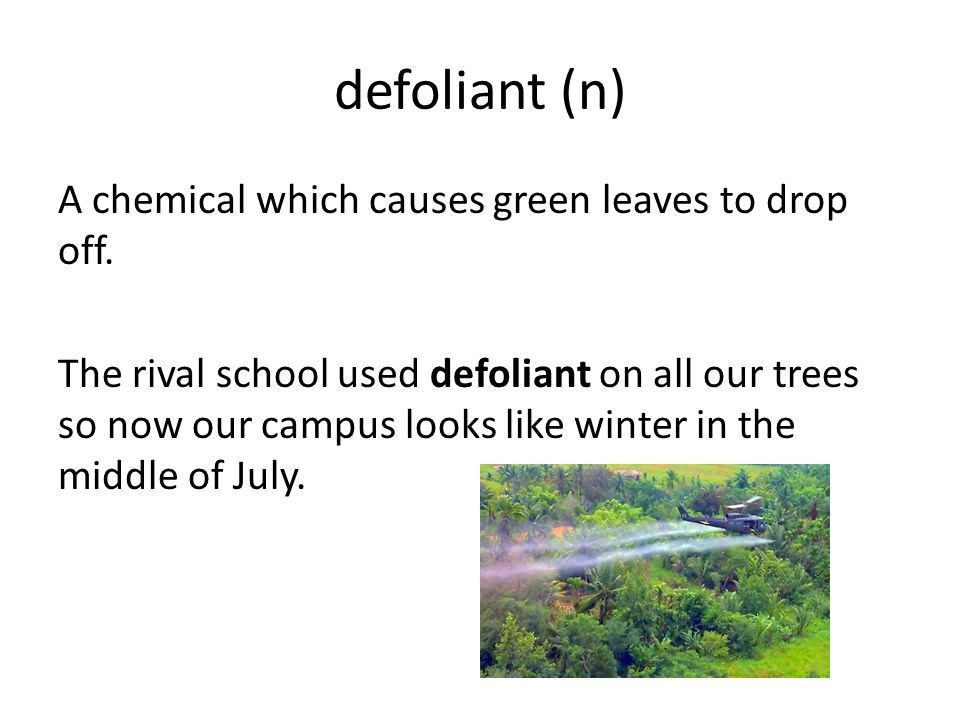 defoliant (n)
A chemical which causes green leaves to drop
off.
The rival school used defoliant on all our trees
so now our campus looks like winter in the
middle of July.